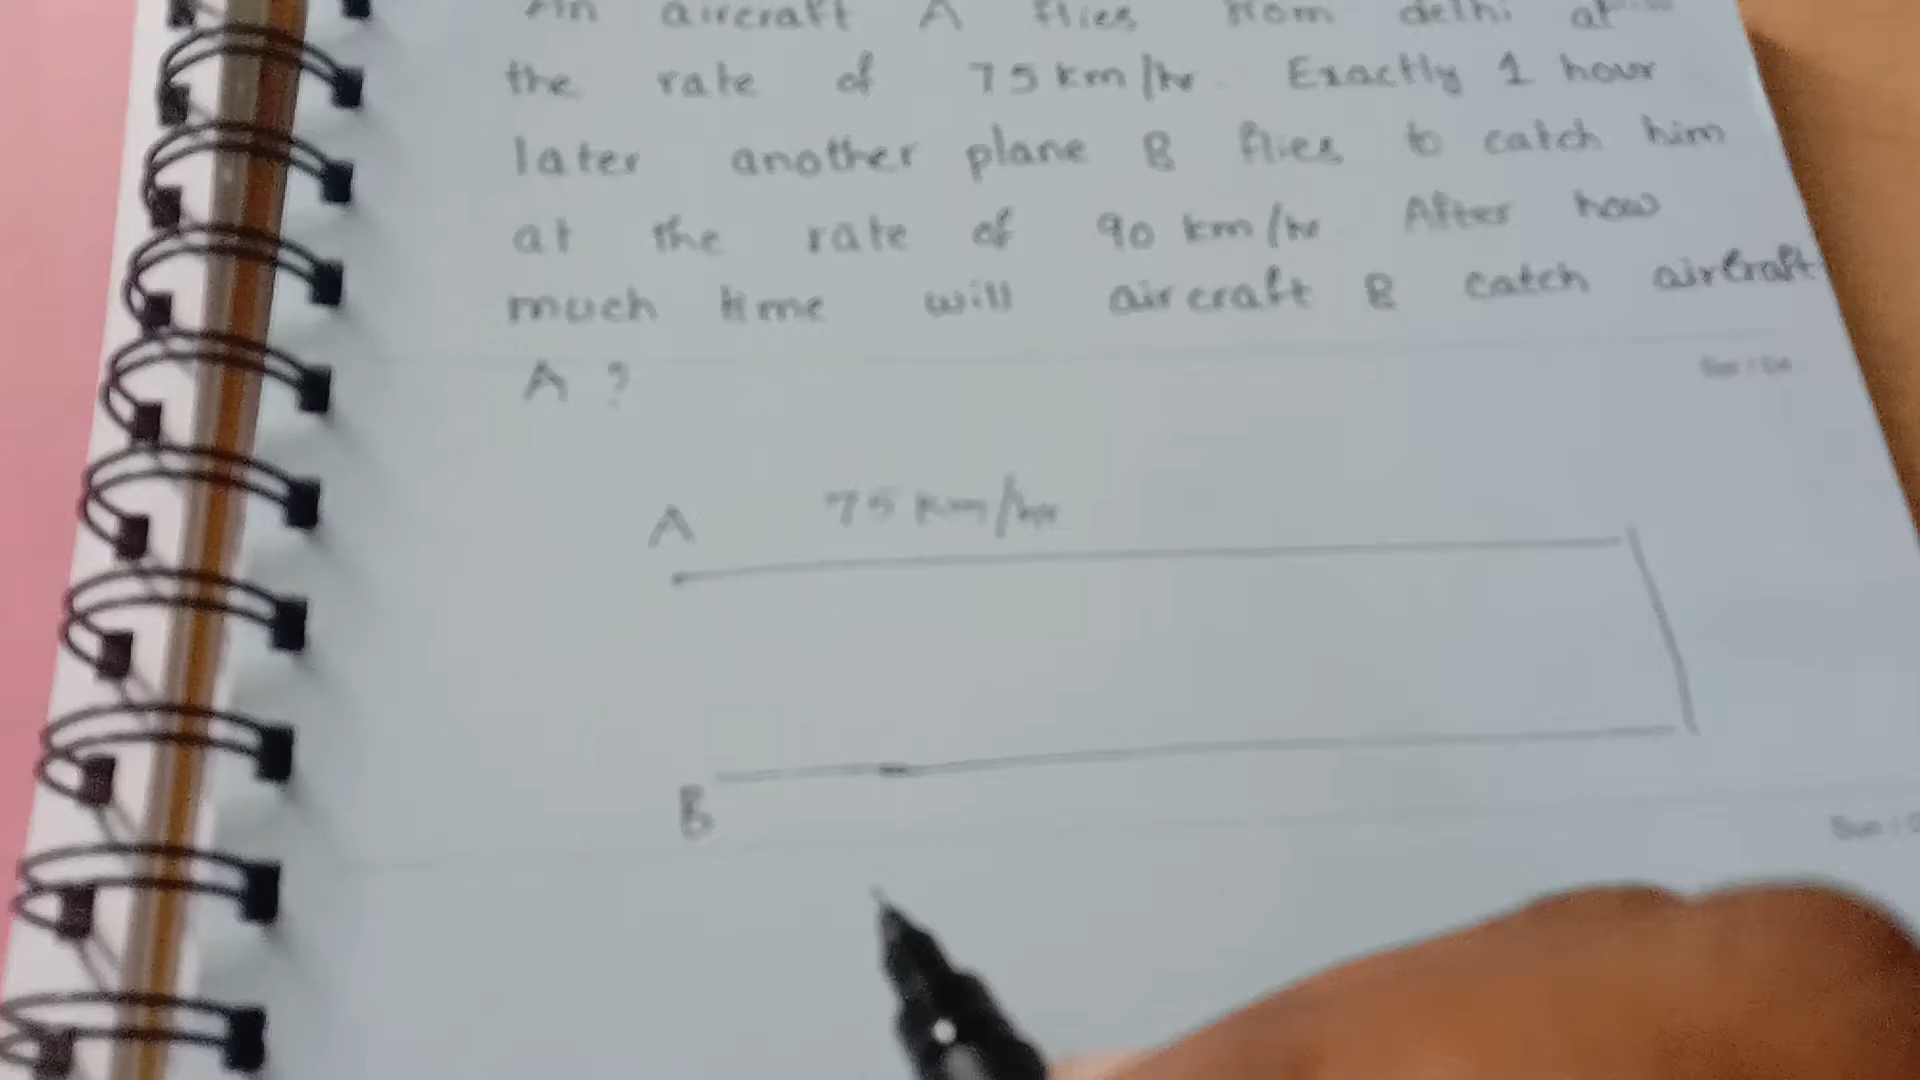 An aircraft A flies from delhi at
the rate of 75 km/hr. Exactly 1 hour
later another plane B flies to catch him
at the rate of 90 km/hr. After how
much time will aircraft B catch aircraft
A ?
A 75 km/hr
B